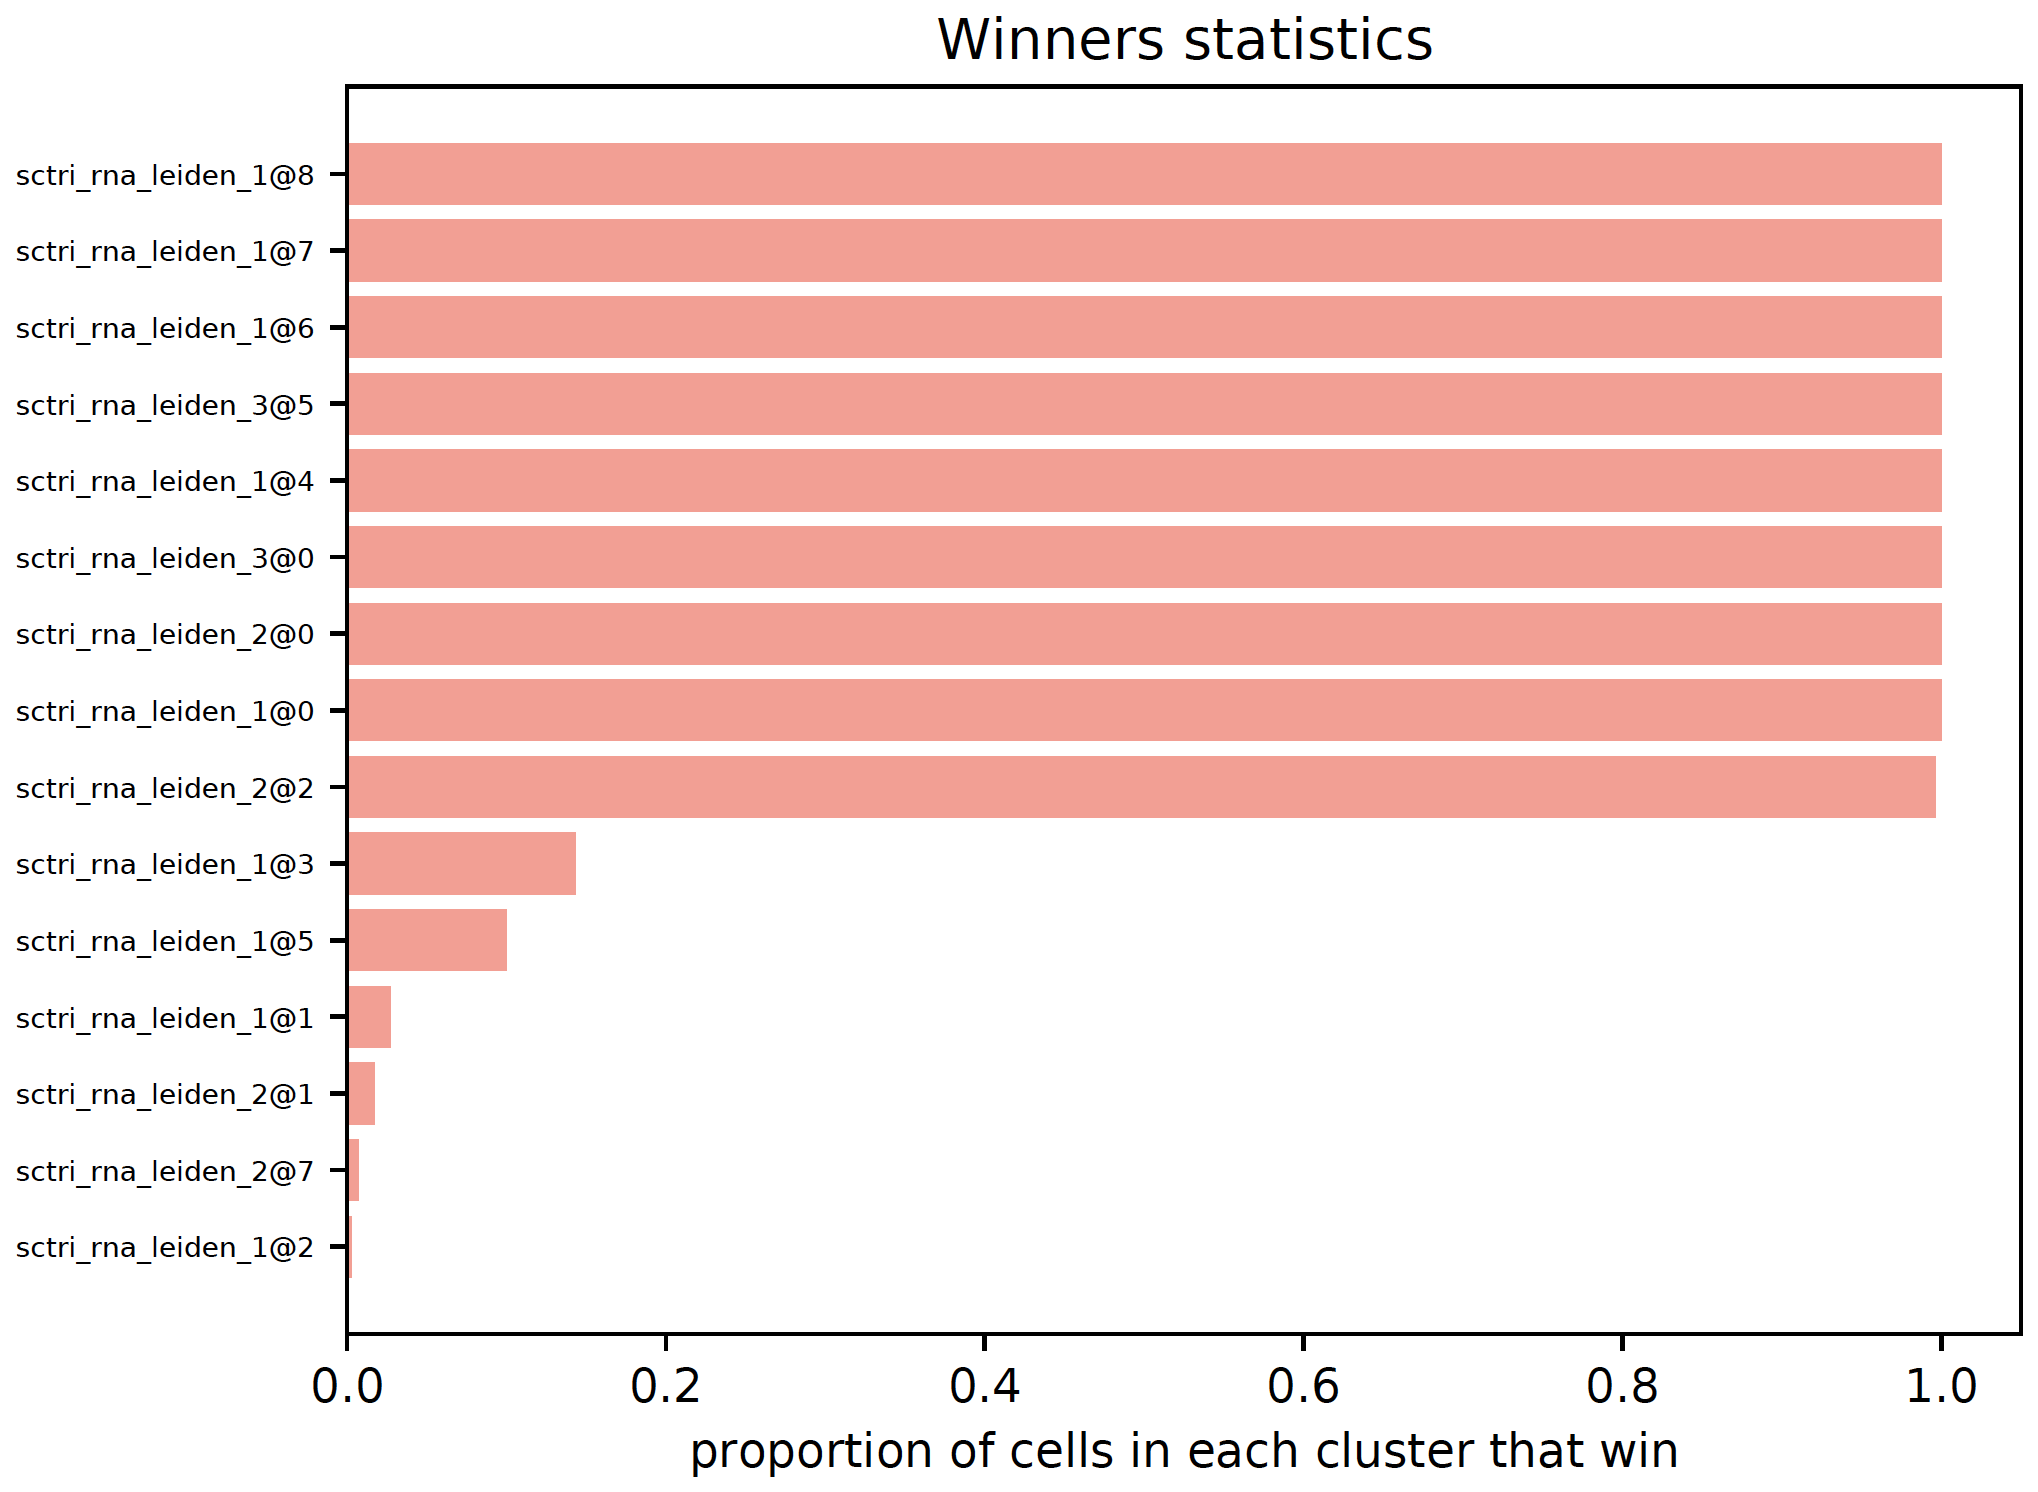 Winners statistics
sctri_rna_leiden_1@8
sctri_rna_leiden_1@7
sctri_rna_leiden_1@6
sctri_rna_leiden_3@5
sctri_rna_leiden_1@4
sctri_rna_leiden_3@0
sctri_rna_leiden_2@0
sctri_rna_leiden_1@0
sctri_rna_leiden_2@2
sctri_rna_leiden_1@3
sctri_rna_leiden_1@5
sctri_rna_leiden_1@1
sctri_rna_leiden_2@1
sctri_rna_leiden_2@7
sctri_rna_leiden_1@2
0.0 0.2 0.4 0.6 0.8 1.0
proportion of cells in each cluster that win